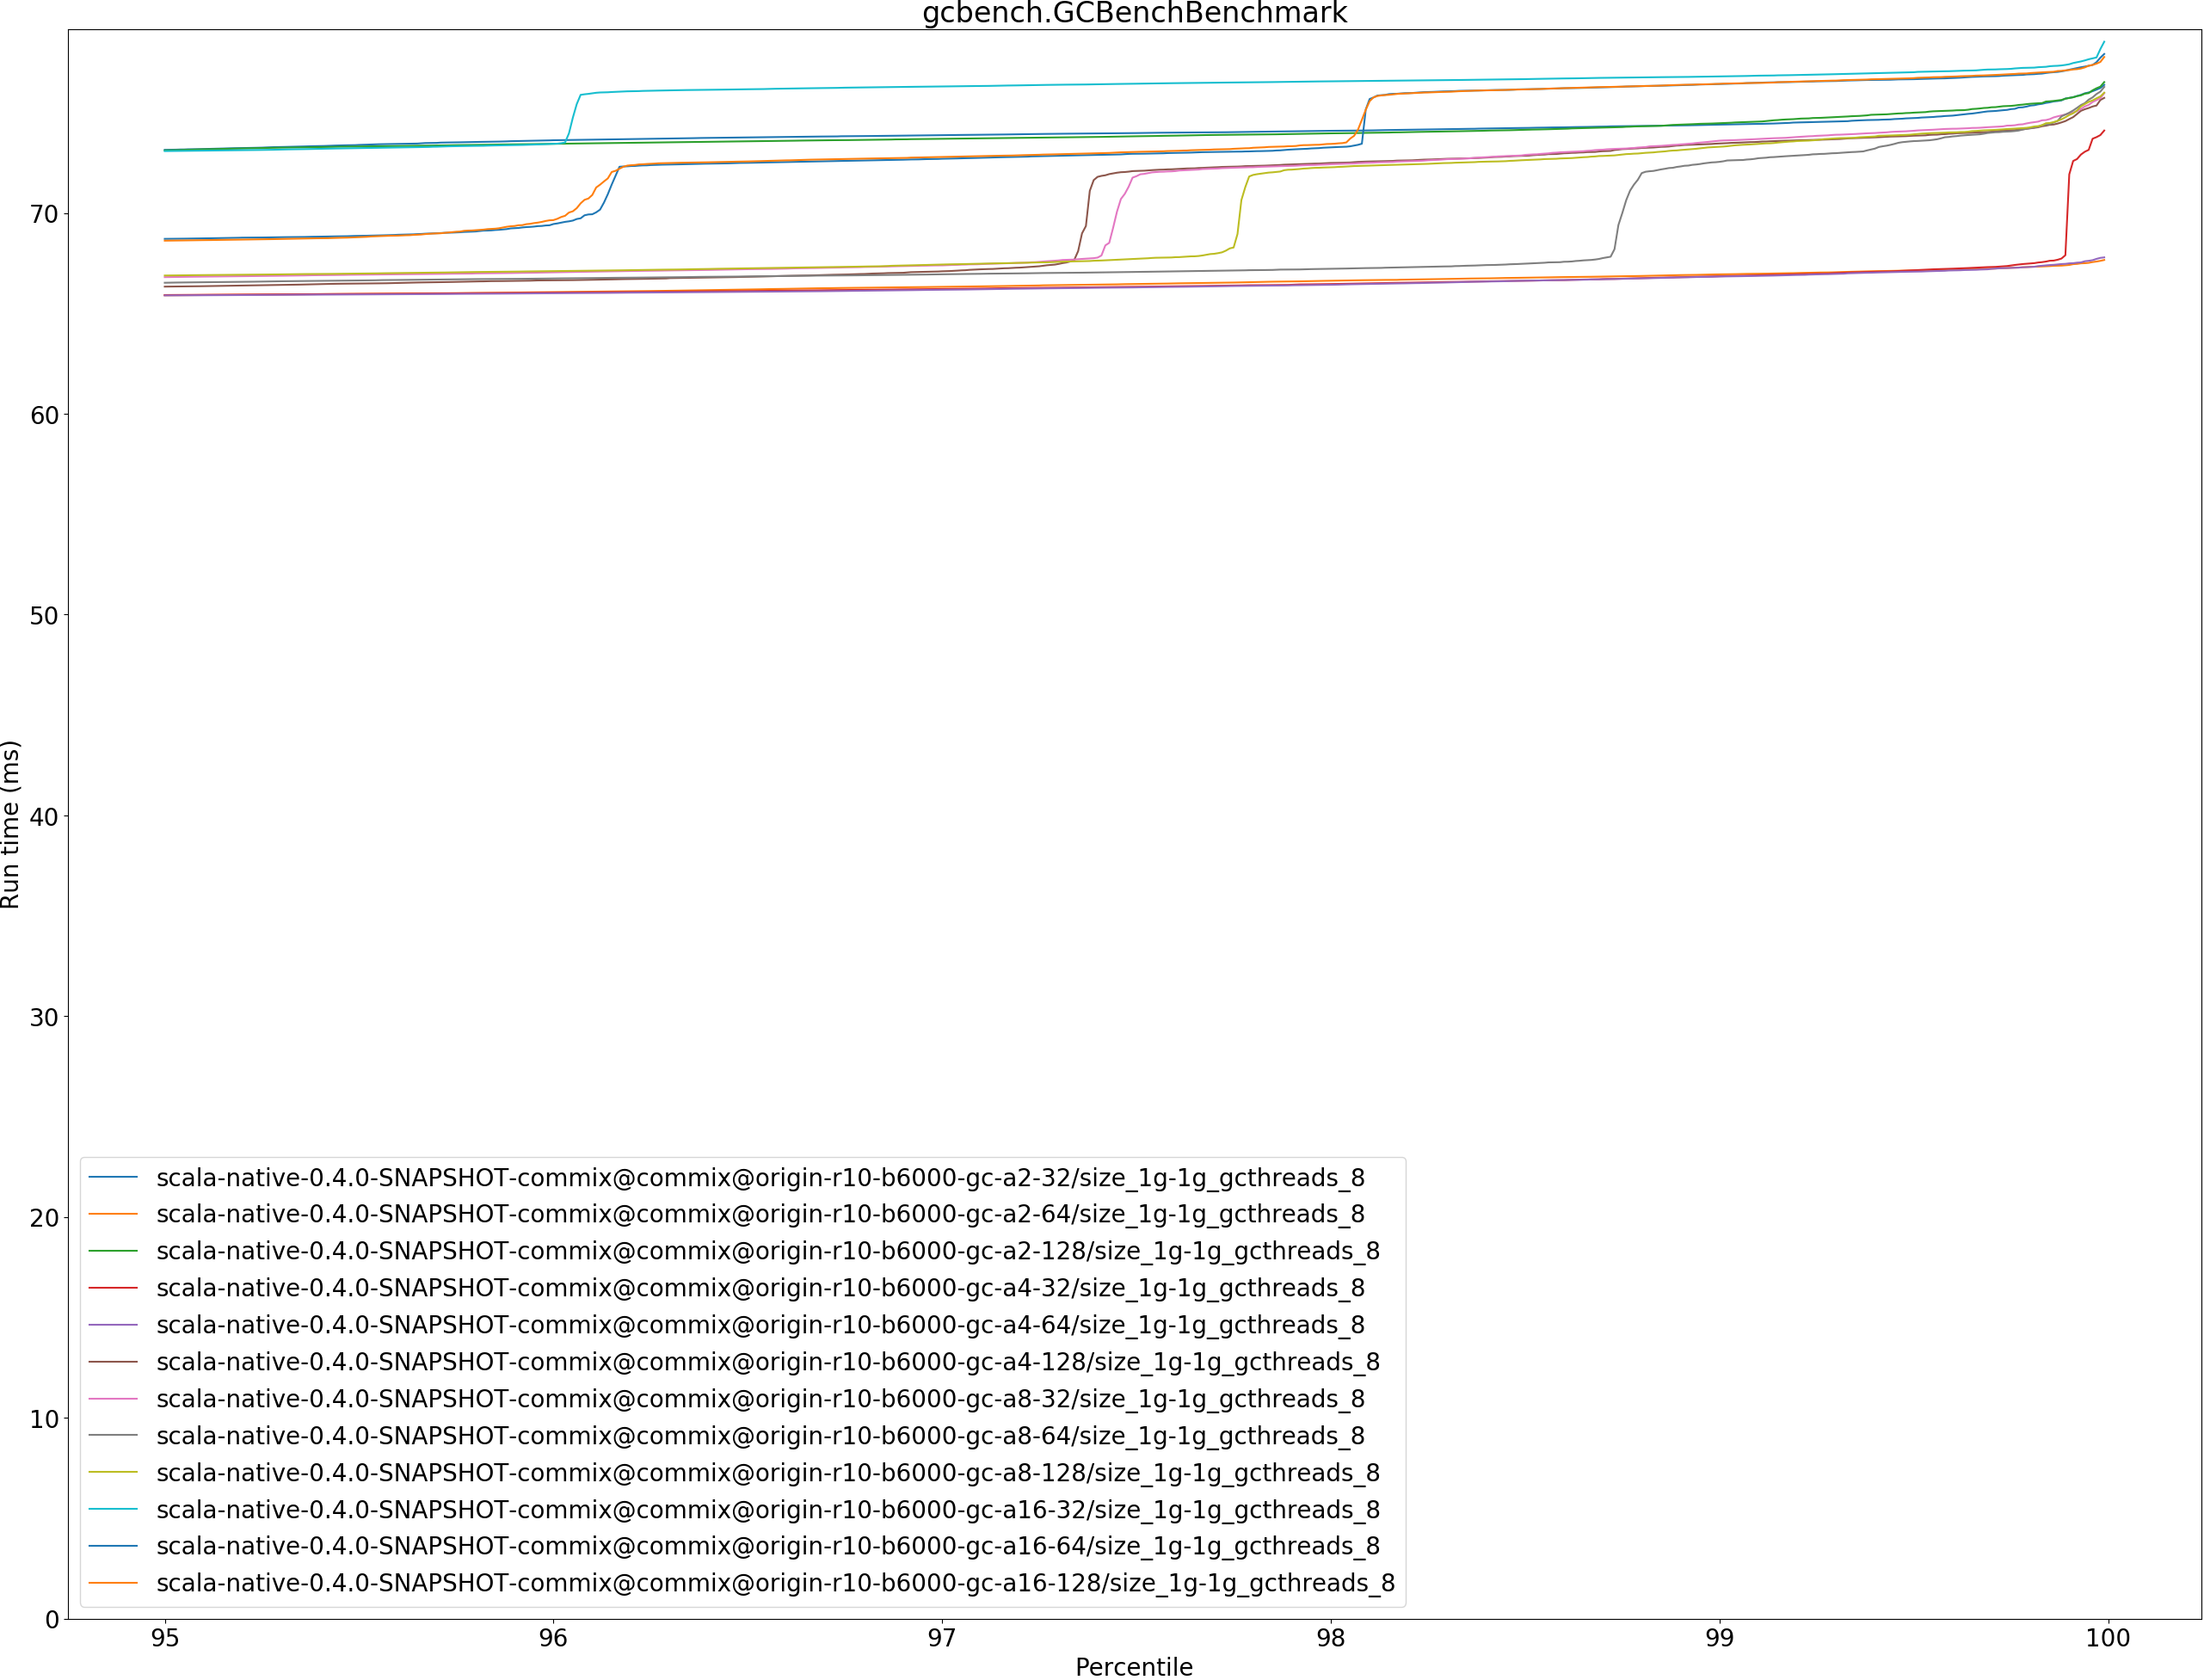 gcbench.GCBenchBenchmark
Run time (ms)
70
60
50
40
30
20
10
0
scala-native-0.4.0-SNAPSHOT-commix@commix@origin-r10-b6000-gc-a2-32/size_1g-1g_gcthreads_8
scala-native-0.4.0-SNAPSHOT-commix@commix@origin-r10-b6000-gc-a2-64/size_1g-1g_gcthreads_8
scala-native-0.4.0-SNAPSHOT-commix@commix@origin-r10-b6000-gc-a2-128/size_1g-1g_gcthreads_8
scala-native-0.4.0-SNAPSHOT-commix@commix@origin-r10-b6000-gc-a4-32/size_1g-1g_gcthreads_8
scala-native-0.4.0-SNAPSHOT-commix@commix@origin-r10-b6000-gc-a4-64/size_1g-1g_gcthreads_8
scala-native-0.4.0-SNAPSHOT-commix@commix@origin-r10-b6000-gc-a4-128/size_1g-1g_gcthreads_8
scala-native-0.4.0-SNAPSHOT-commix@commix@origin-r10-b6000-gc-a8-32/size_1g-1g_gcthreads_8
scala-native-0.4.0-SNAPSHOT-commix@commix@origin-r10-b6000-gc-a8-64/size_1g-1g_gcthreads_8
scala-native-0.4.0-SNAPSHOT-commix@commix@origin-r10-b6000-gc-a8-128/size_1g-1g_gcthreads_8
scala-native-0.4.0-SNAPSHOT-commix@commix@origin-r10-b6000-gc-a16-32/size_1g-1g_gcthreads_8
scala-native-0.4.0-SNAPSHOT-commix@commix@origin-r10-b6000-gc-a16-64/size_1g-1g_gcthreads_8
scala-native-0.4.0-SNAPSHOT-commix@commix@origin-r10-b6000-gc-a16-128/size_1g-1g_gcthreads_8
95 96 97 98 99 100
Percentile